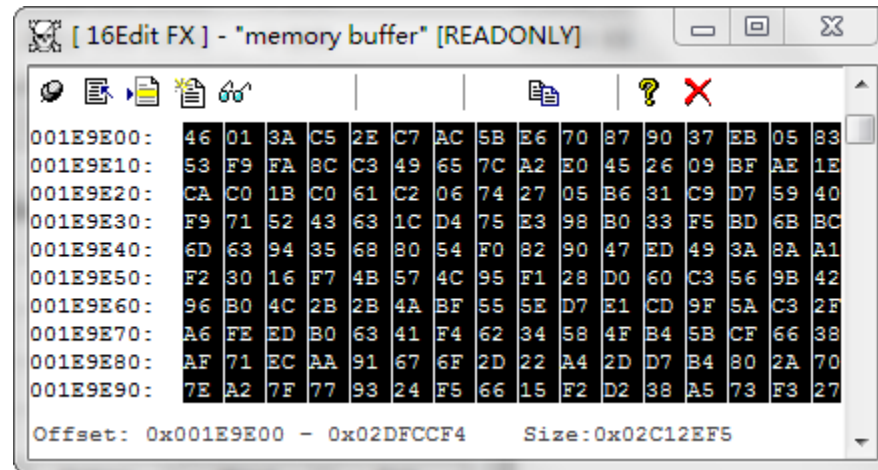 [ 16Edit FX ] - "memory buffer" [READONLY]
001E9E00: 46 01 3A C5 2E C7 AC 5B E6 70 87 90 37 EB 05 83
001E9E10: 53 F9 FA 8C C3 49 65 7C A2 E0 45 26 09 BF AE 1E
001E9E20: CA C0 1B C0 61 C2 06 74 27 05 B6 31 C9 D7 59 40
001E9E30: F9 71 52 43 63 1C D4 75 E3 98 B0 33 F5 BD 6B BC
001E9E40: 6D 63 94 35 68 80 54 F0 82 90 47 ED 49 3A 8A A1
001E9E50: F2 30 16 F7 4B 57 4C 95 F1 28 D0 60 C3 56 9B 42
001E9E60: 96 B0 4C 2B 2B 4A BF 55 5E D7 E1 CD 9F 5A C3 2F
001E9E70: A6 FE ED B0 63 41 F4 62 34 58 4F B4 5B CF 66 38
001E9E80: AF 71 EC AA 91 67 6F 2D 22 A4 2D D7 B4 80 2A 70
001E9E90: 7E A2 7F 77 93 24 F5 66 15 F2 D2 38 A5 73 F3 27
Offset: 0x001E9E00 - 0x02DFCCF4 Size:0x02C12EF5